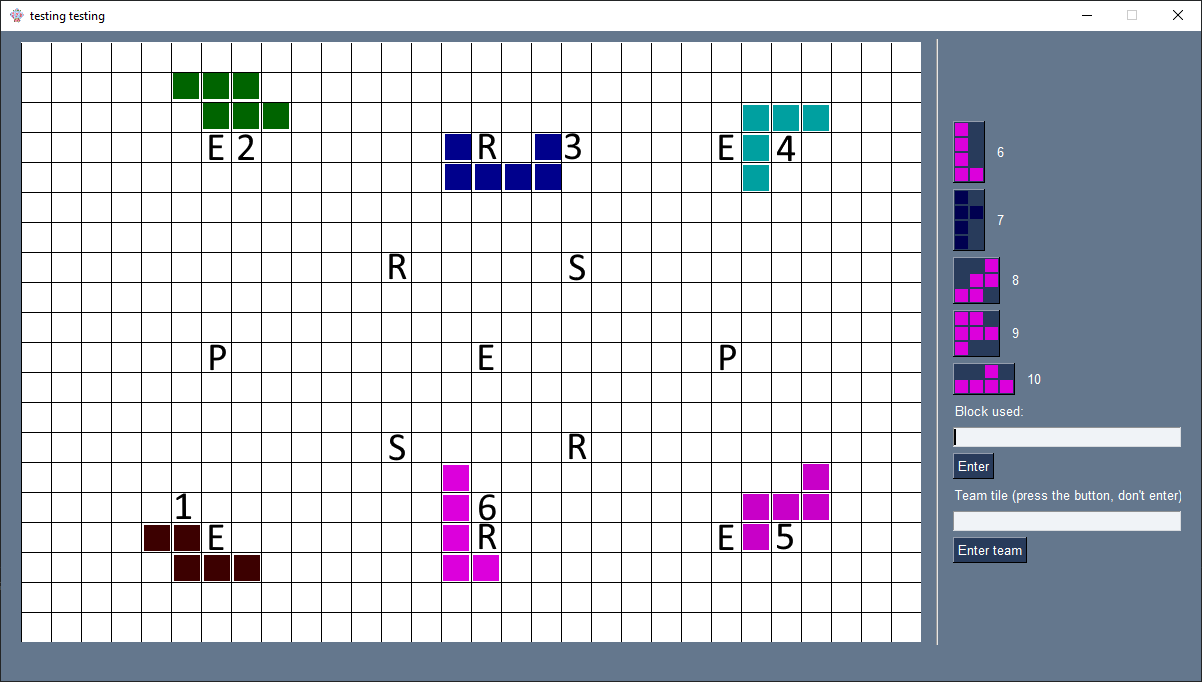 testing testing
E 2
R 3
E 4
R S
P E P
S R
1 6
E R E 5
6
7
8
9
10
Block used:
Enter
Team tile (press the button, don't enter)
Enter team